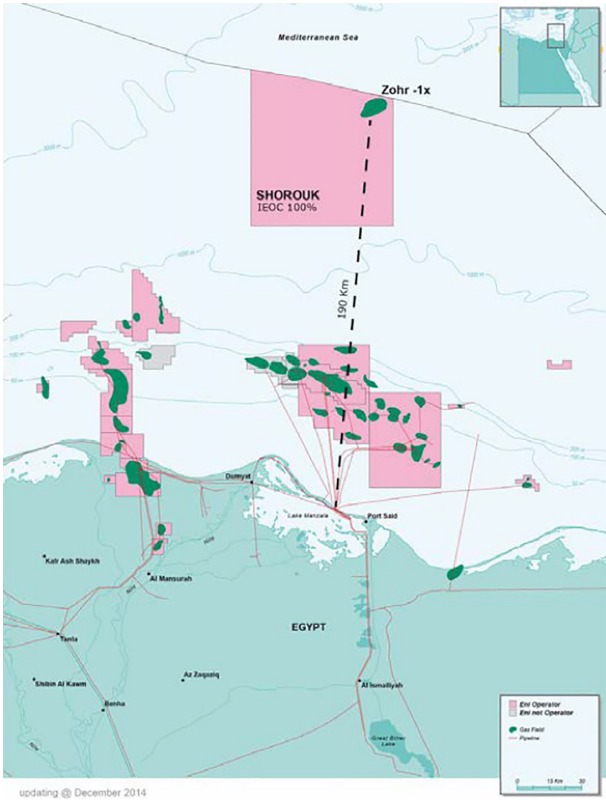 Mediterranean Sea
Zohr -1x
SHOROUK
IEOC 100%
190 Km
Dumyat
Lake Manzala
Port Said
Kafr Ash Shaykh
Al Mansurah
EGYPT
Tanta
Shibin Al Kawm
Az Zaqaziq
Al Ismailiyah
Benha
Great Bitter
Lake
Eni Operator
Eni not Operator
Gas Field
Pipeline
0 15 Km 30
updating @ December 2014